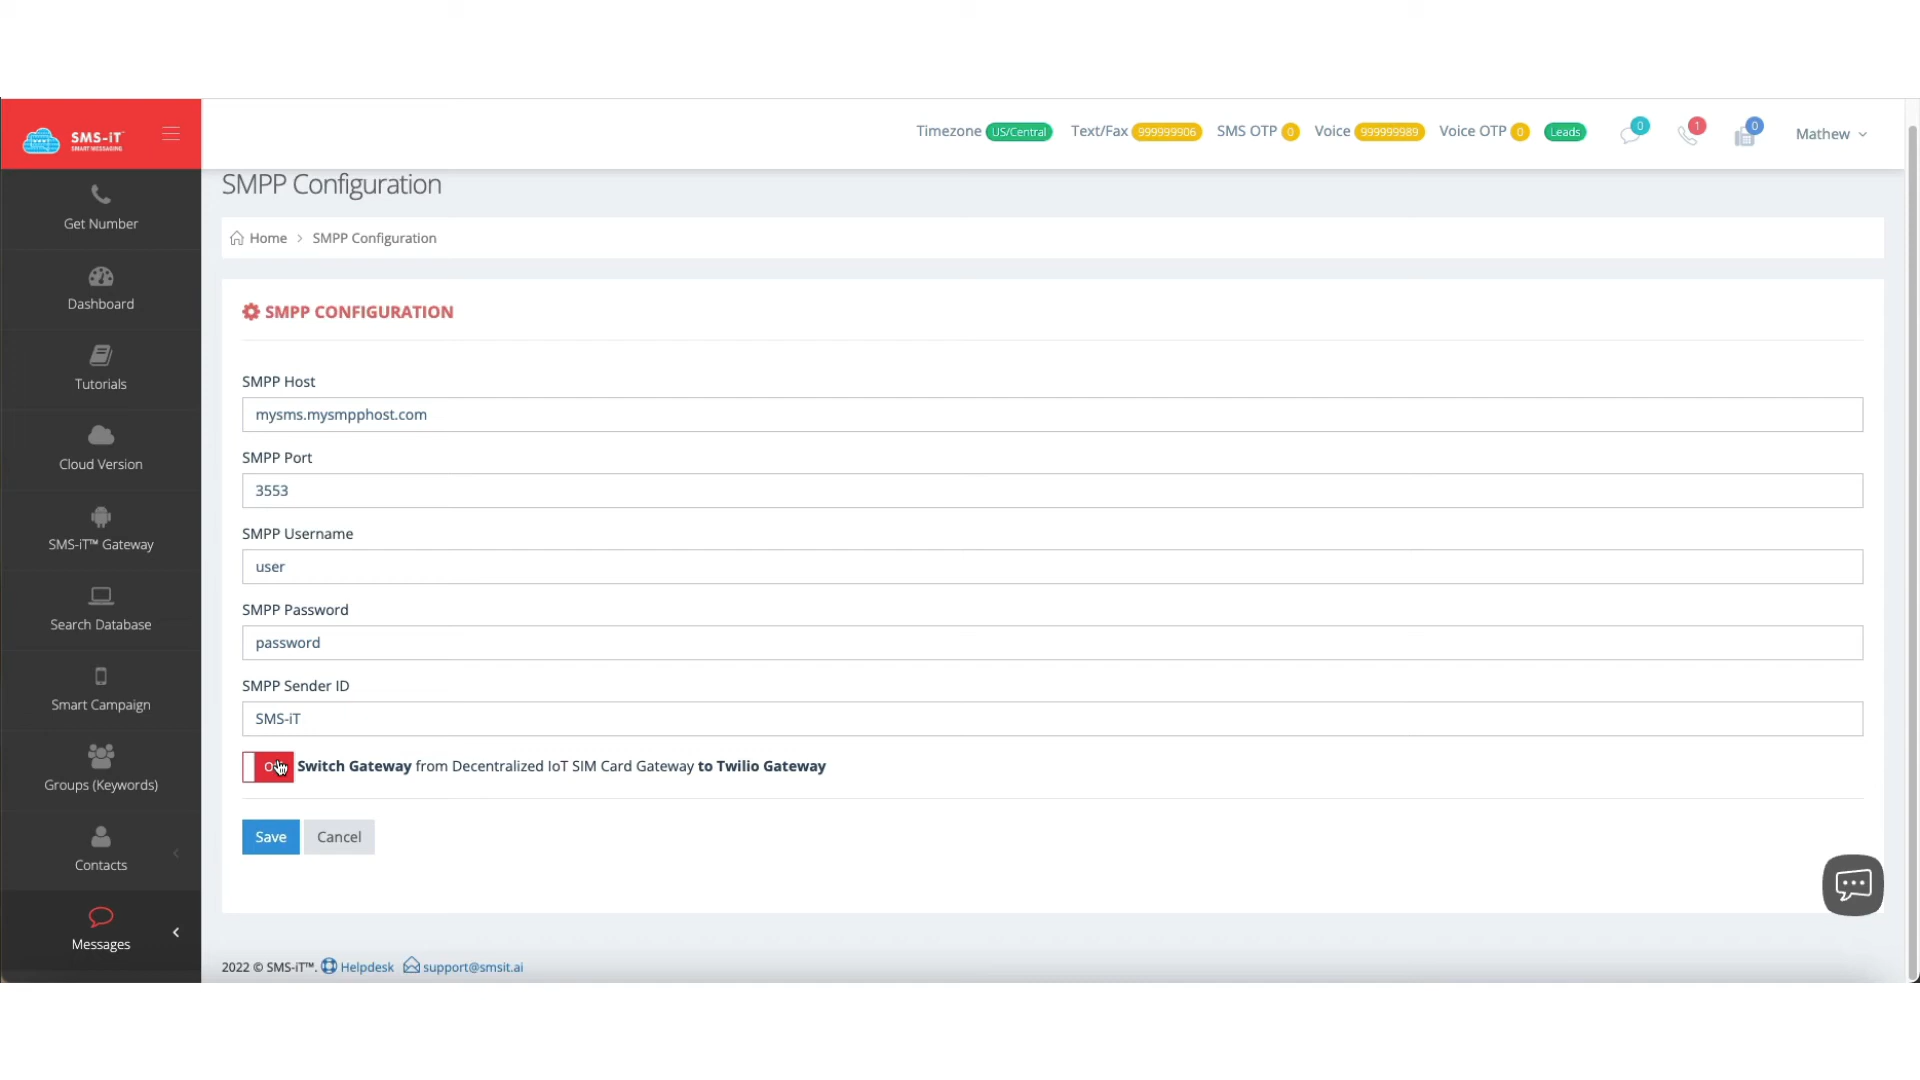 SMS-iT™
SMART MESSAGING
Timezone US/Central Text/Fax 999999906 SMS OTP 0 Voice 999999989 Voice OTP 0 Leads 0 1 0 Mathew
SMPP Configuration
Home > SMPP Configuration
Get Number
Dashboard
Tutorials
Cloud Version
SMS-iT™ Gateway
Search Database
Smart Campaign
Groups (Keywords)
Contacts
Messages
SMPP CONFIGURATION
SMPP Host
mysms.mysmpphost.com
SMPP Port
3553
SMPP Username
user
SMPP Password
password
SMPP Sender ID
SMS-iT
Switch Gateway from Decentralized IoT SIM Card Gateway to Twilio Gateway
Save Cancel
2022 © SMS-iT™. Helpdesk support@smsit.ai